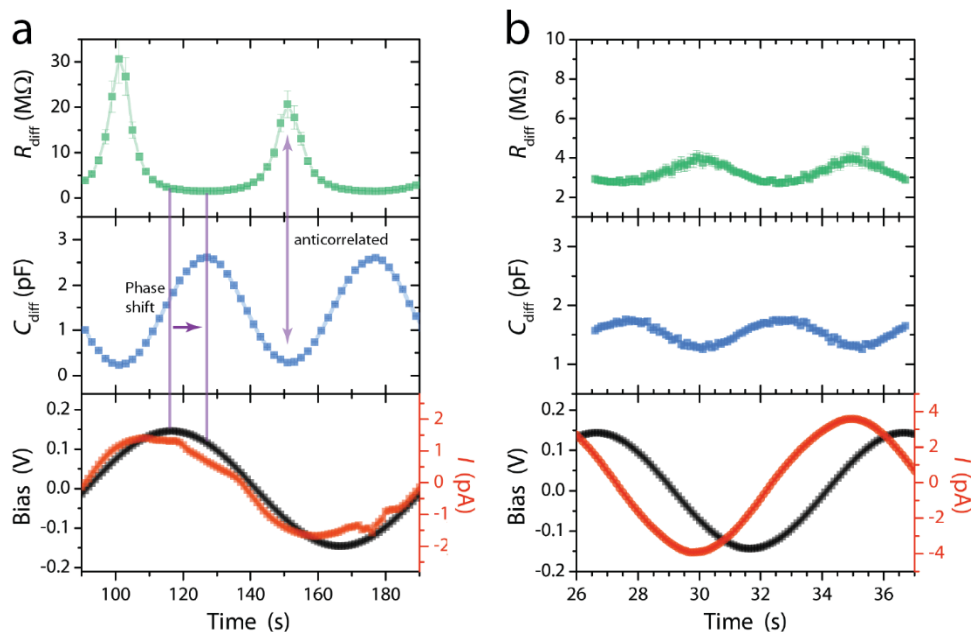 a
R_diff (MΩ)
30
20
10
0
C_diff (pF)
3
2
1
0
Phase
shift
anticorrelated
Bias (V)
0.2
0.1
0.0
-0.1
-0.2
I (pA)
2
1
0
-1
-2
100 120 140 160 180
Time (s)
b
R_diff (MΩ)
10
8
6
4
2
C_diff (pF)
3
2
1
Bias (V)
0.2
0.1
0.0
-0.1
-0.2
I (pA)
4
2
0
-2
-4
26 28 30 32 34 36
Time (s)